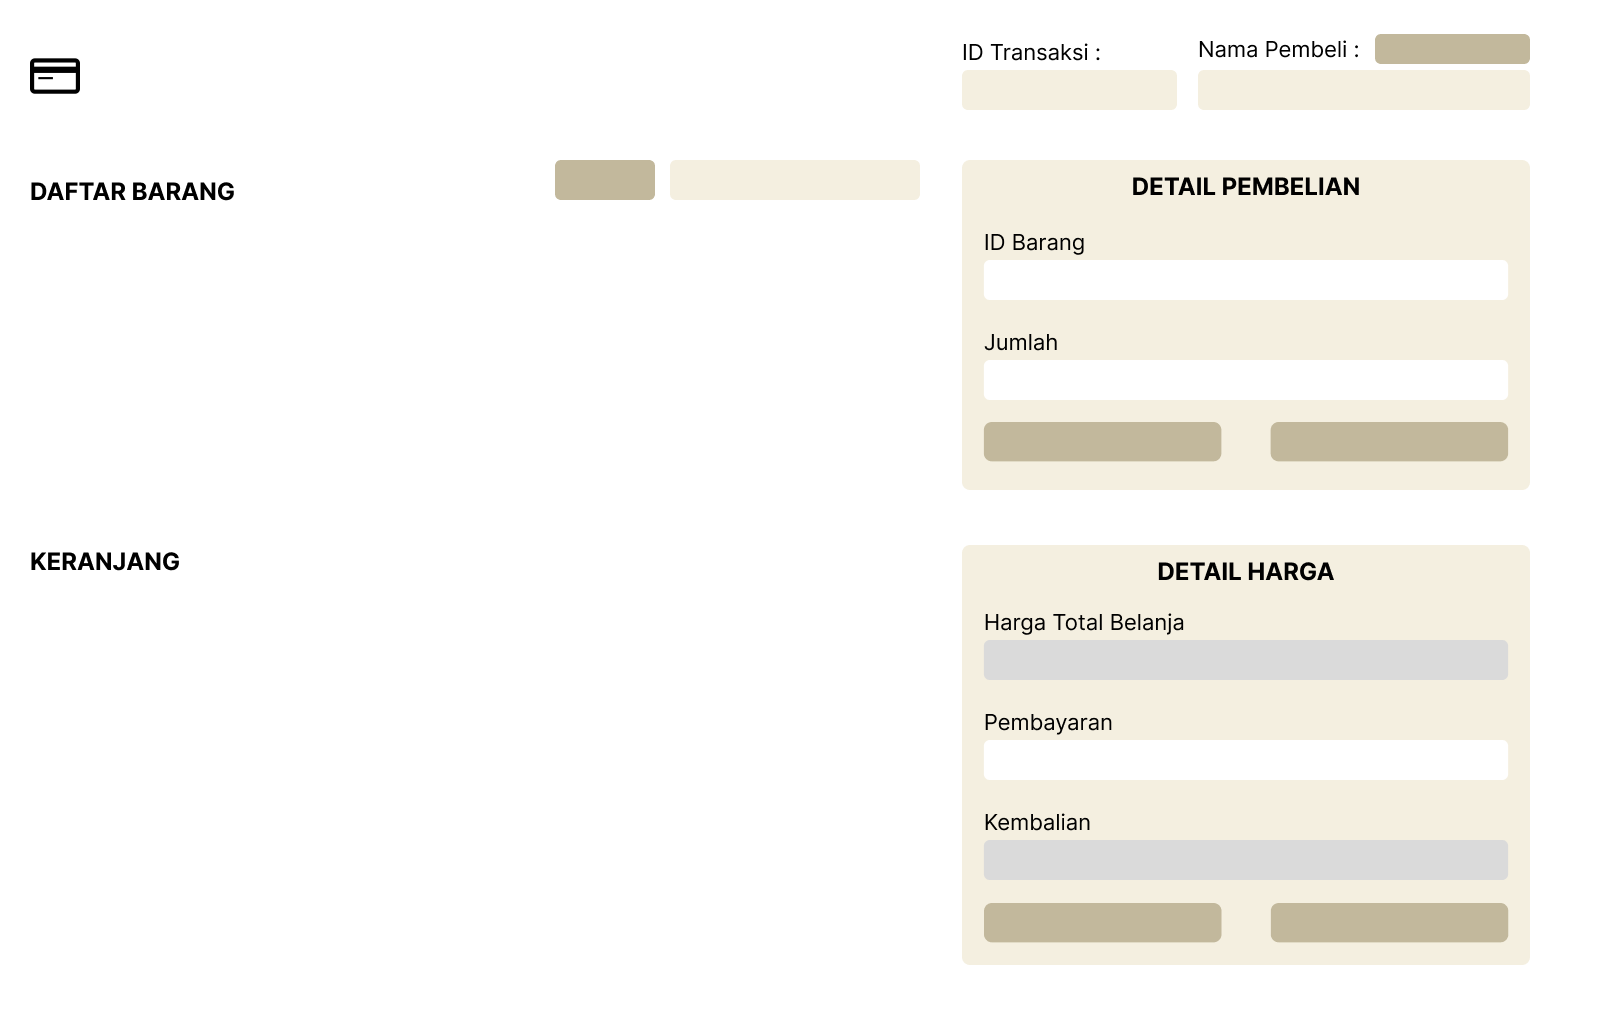 ID Transaksi :
Nama Pembeli :
DAFTAR BARANG
DETAIL PEMBELIAN
ID Barang
Jumlah
KERANJANG
DETAIL HARGA
Harga Total Belanja
Pembayaran
Kembalian